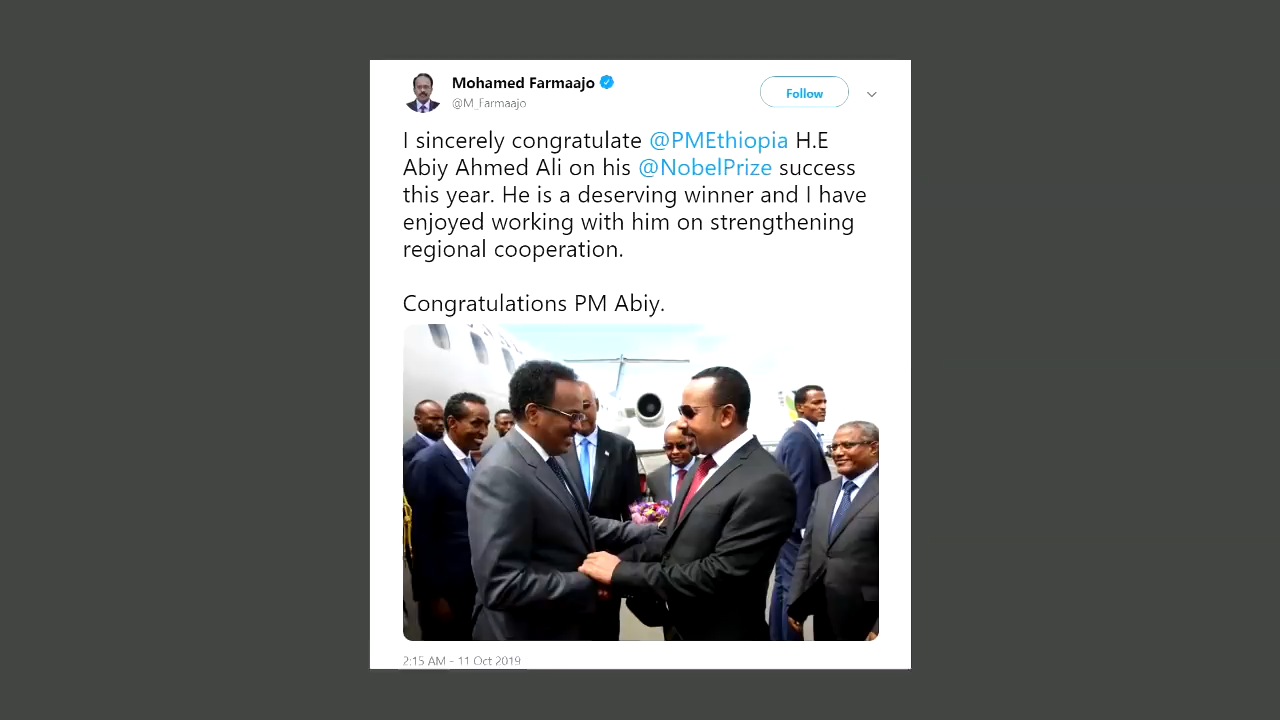 Mohamed Farmaajo
@M_Farmaajo
Follow
I sincerely congratulate @PMEthiopia H.E
Abiy Ahmed Ali on his @NobelPrize success
this year. He is a deserving winner and I have
enjoyed working with him on strengthening
regional cooperation.
Congratulations PM Abiy.
2:15 AM - 11 Oct 2019